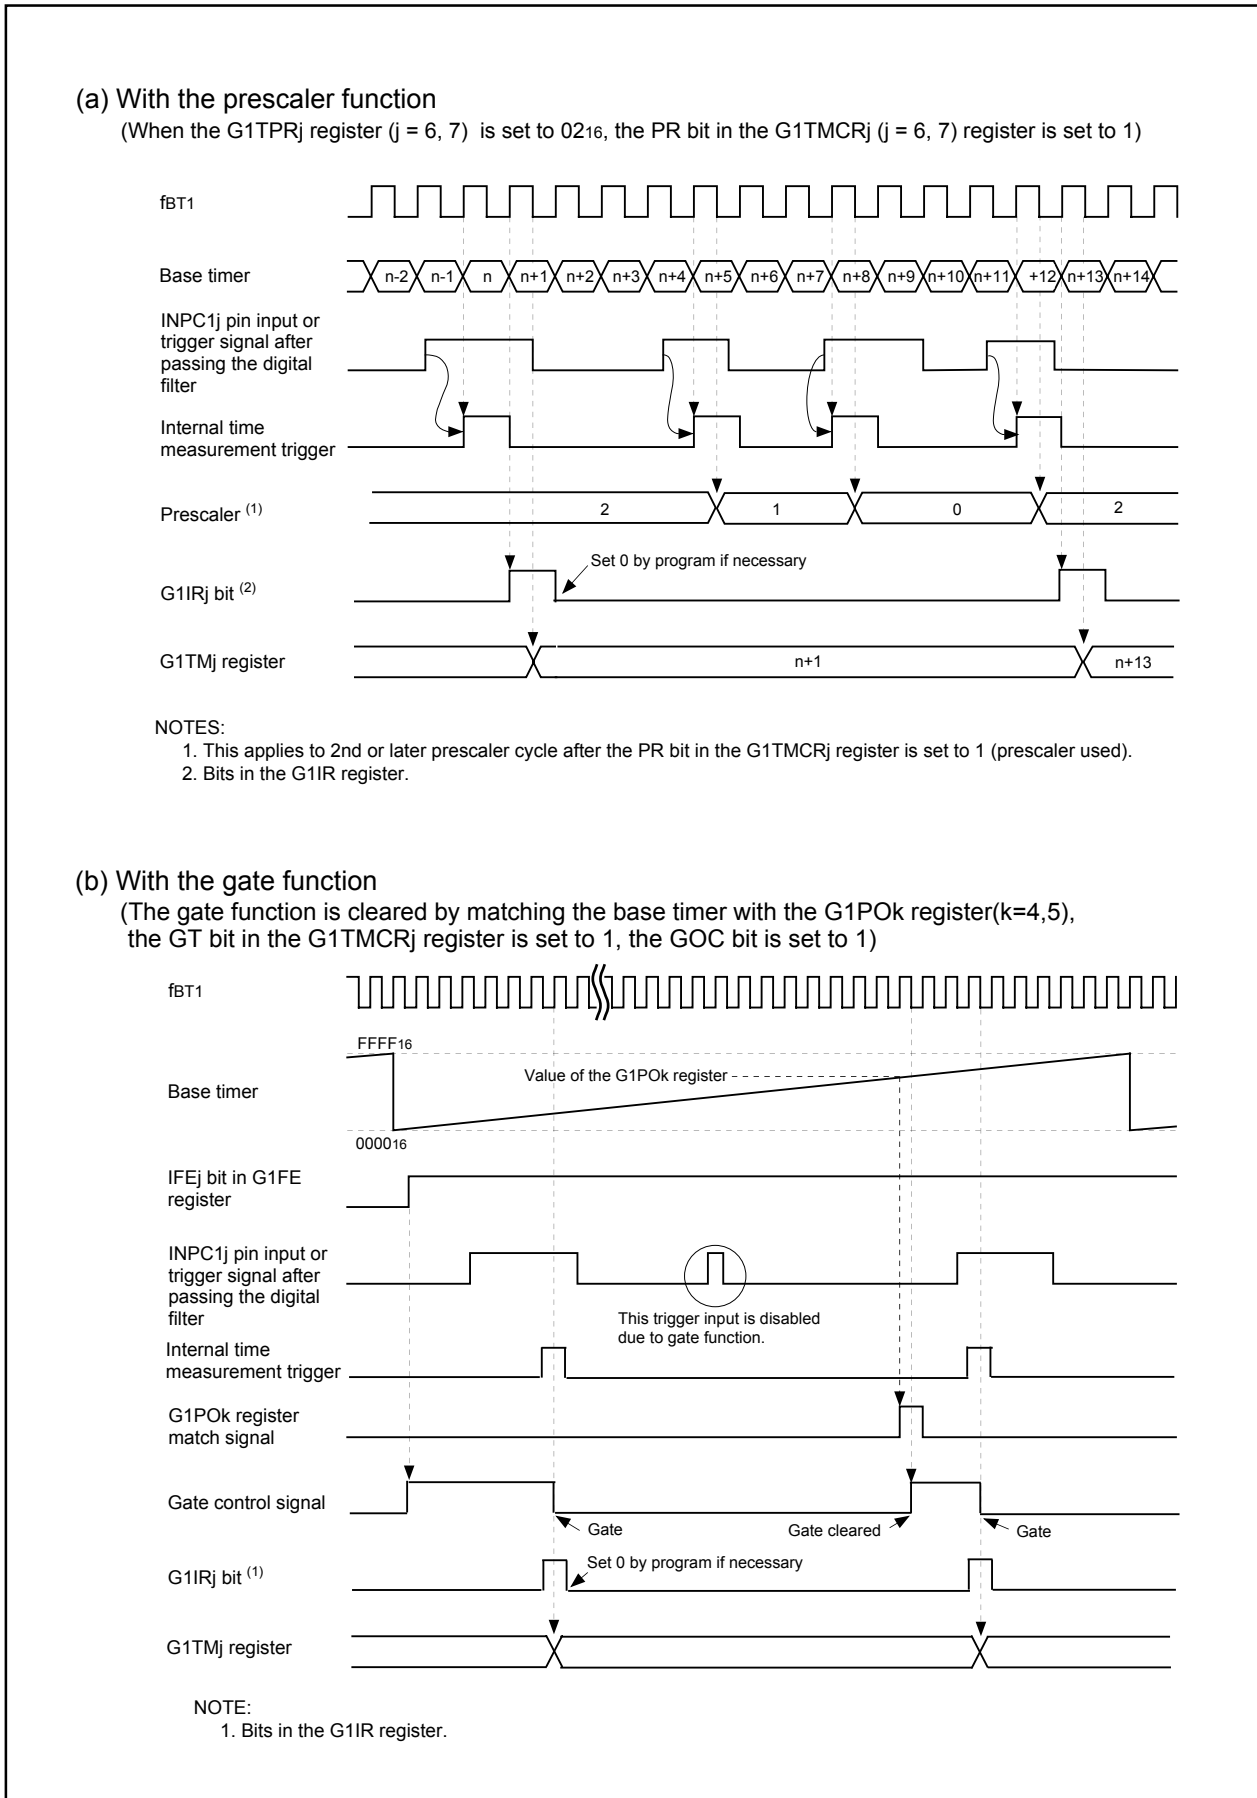 (a) With the prescaler function
(When the G1TPRj register (j = 6, 7) is set to 0216, the PR bit in the G1TMCRj (j = 6, 7) register is set to 1)
fBT1
Base timer
n-2 n-1 n n+1 n+2 n+3 n+4 n+5 n+6 n+7 n+8 n+9 n+10 n+11 +12 n+13 n+14
INPC1j pin input or
trigger signal after
passing the digital
filter
Internal time
measurement trigger
Prescaler (1)
2 1 0 2
Set 0 by program if necessary
G1IRj bit (2)
G1TMj register
n+1 n+13
NOTES:
1. This applies to 2nd or later prescaler cycle after the PR bit in the G1TMCRj register is set to 1 (prescaler used).
2. Bits in the G1IR register.
(b) With the gate function
(The gate function is cleared by matching the base timer with the G1POk register(k=4,5),
the GT bit in the G1TMCRj register is set to 1, the GOC bit is set to 1)
fBT1
FFFF16
Value of the G1POk register
Base timer
000016
IFEj bit in G1FE
register
INPC1j pin input or
trigger signal after
passing the digital
filter
This trigger input is disabled
due to gate function.
Internal time
measurement trigger
G1POk register
match signal
Gate control signal
Gate Gate cleared Gate
Set 0 by program if necessary
G1IRj bit (1)
G1TMj register
NOTE:
1. Bits in the G1IR register.